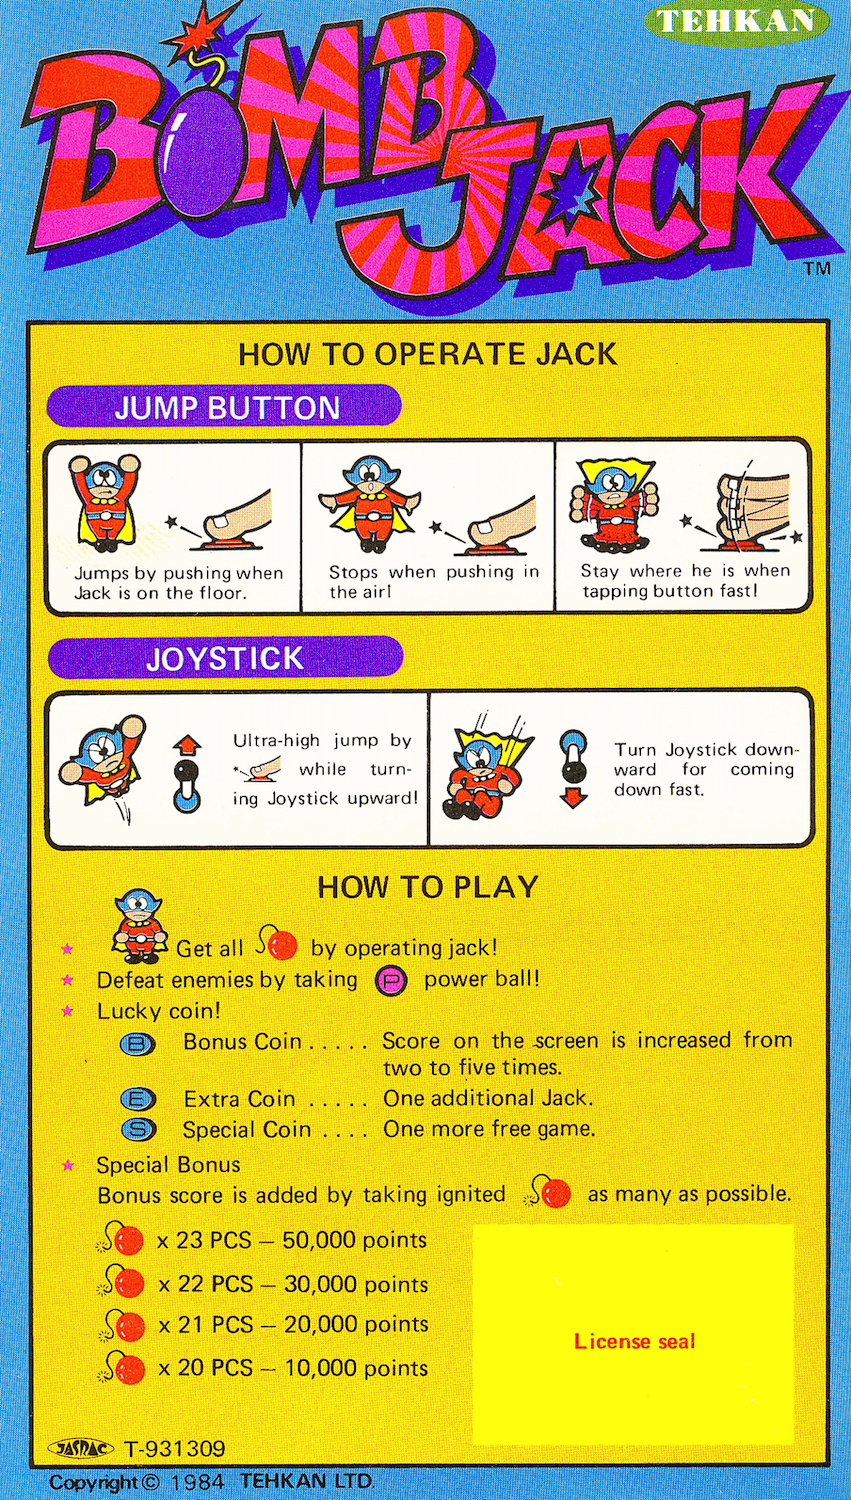 TEHKAN
BOMB
JACK
TM
HOW TO OPERATE JACK
JUMP BUTTON
Jumps by pushing when
Jack is on the floor.
Stops when pushing in
the air!
Stay where he is when
tapping button fast!
JOYSTICK
Ultra-high jump by
while turn-
ing Joystick upward!
Turn Joystick down-
ward for coming
down fast.
HOW TO PLAY
★ Get all by operating jack!
★ Defeat enemies by taking P power ball!
★ Lucky coin!
B Bonus Coin ..... Score on the screen is increased from
two to five times.
E Extra Coin ..... One additional Jack.
S Special Coin .... One more free game.
★ Special Bonus
Bonus score is added by taking ignited as many as possible.
x 23 PCS – 50,000 points
x 22 PCS – 30,000 points
x 21 PCS – 20,000 points
x 20 PCS – 10,000 points
License seal
JASRAC T-931309
Copyright © 1984 TEHKAN LTD.